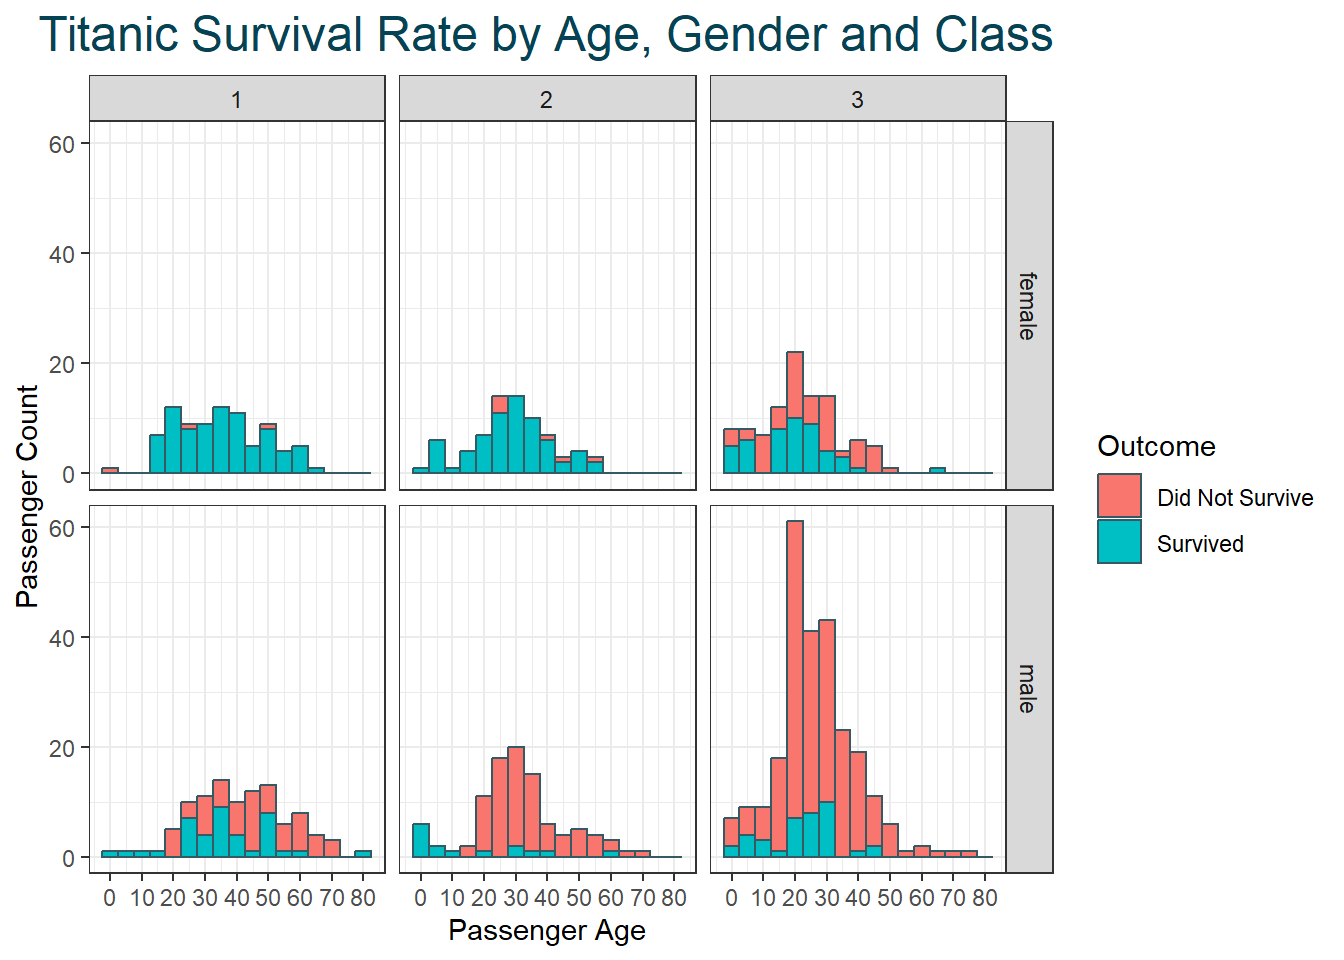 Titanic Survival Rate by Age, Gender and Class
1
2
3
60
40
20
0
female
60
40
20
0
male
Passenger Count
0 10 20 30 40 50 60 70 80
0 10 20 30 40 50 60 70 80
0 10 20 30 40 50 60 70 80
Passenger Age
Outcome
Did Not Survive
Survived